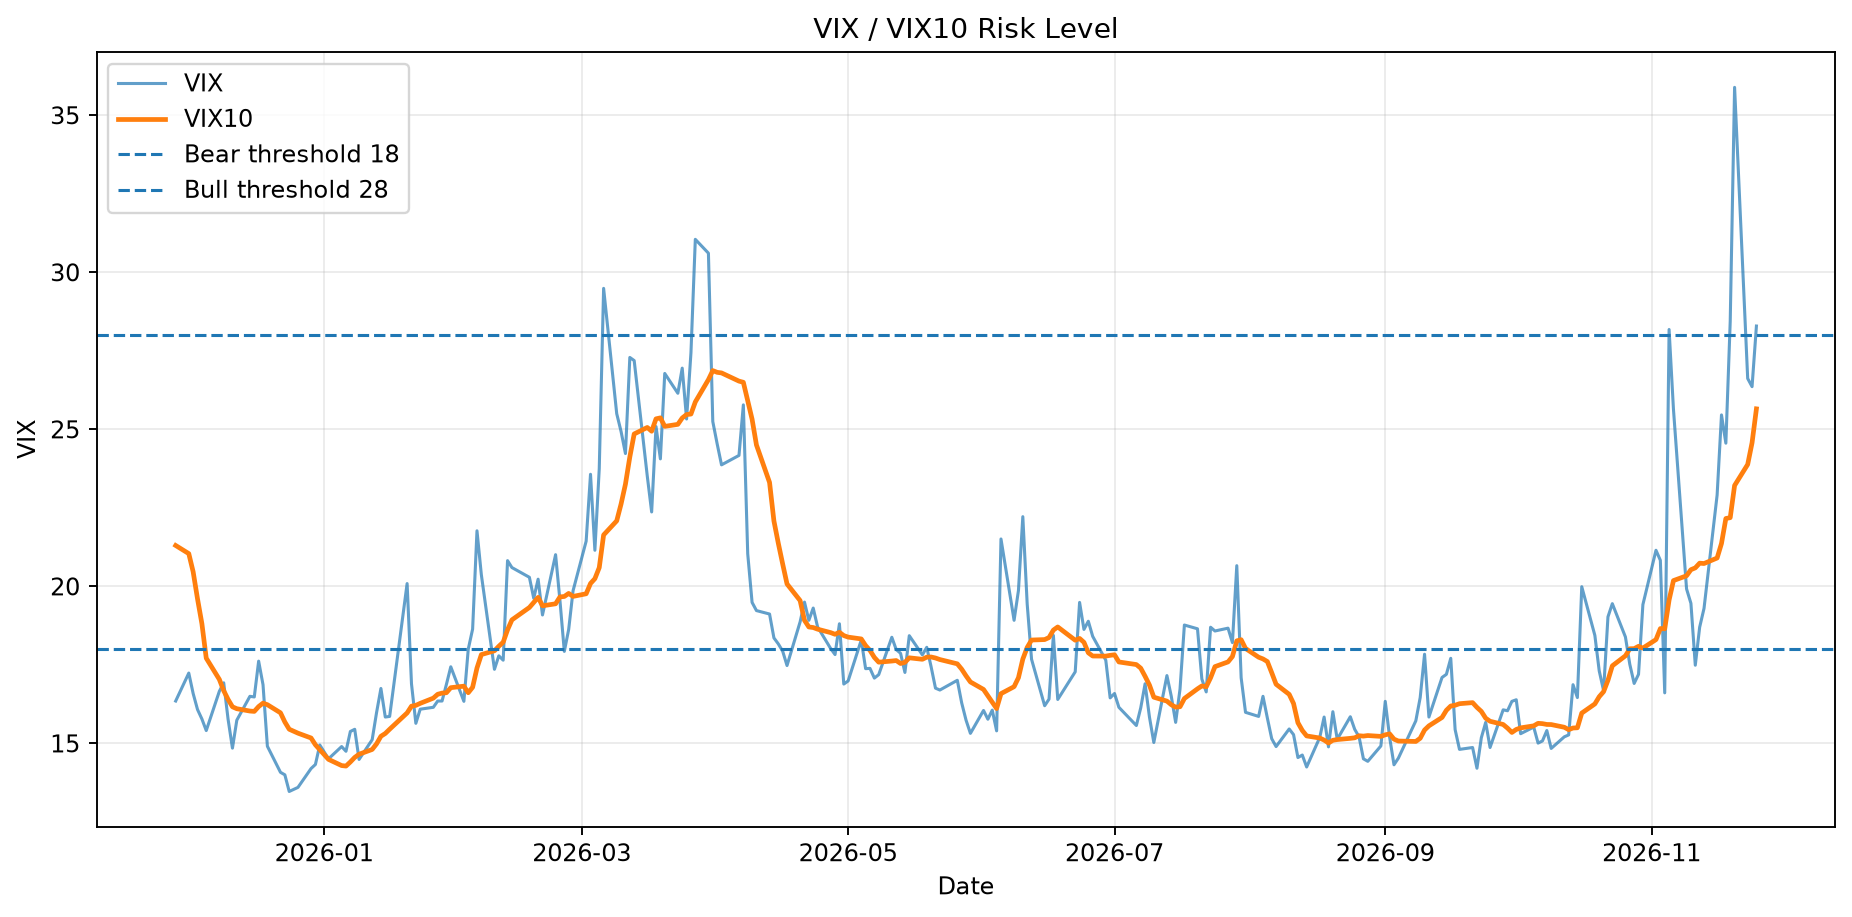 VIX / VIX10 Risk Level
VIX
VIX10
Bear threshold 18
Bull threshold 28
35
30
25
20
15
VIX
2026-01
2026-03
2026-05
2026-07
2026-09
2026-11
Date